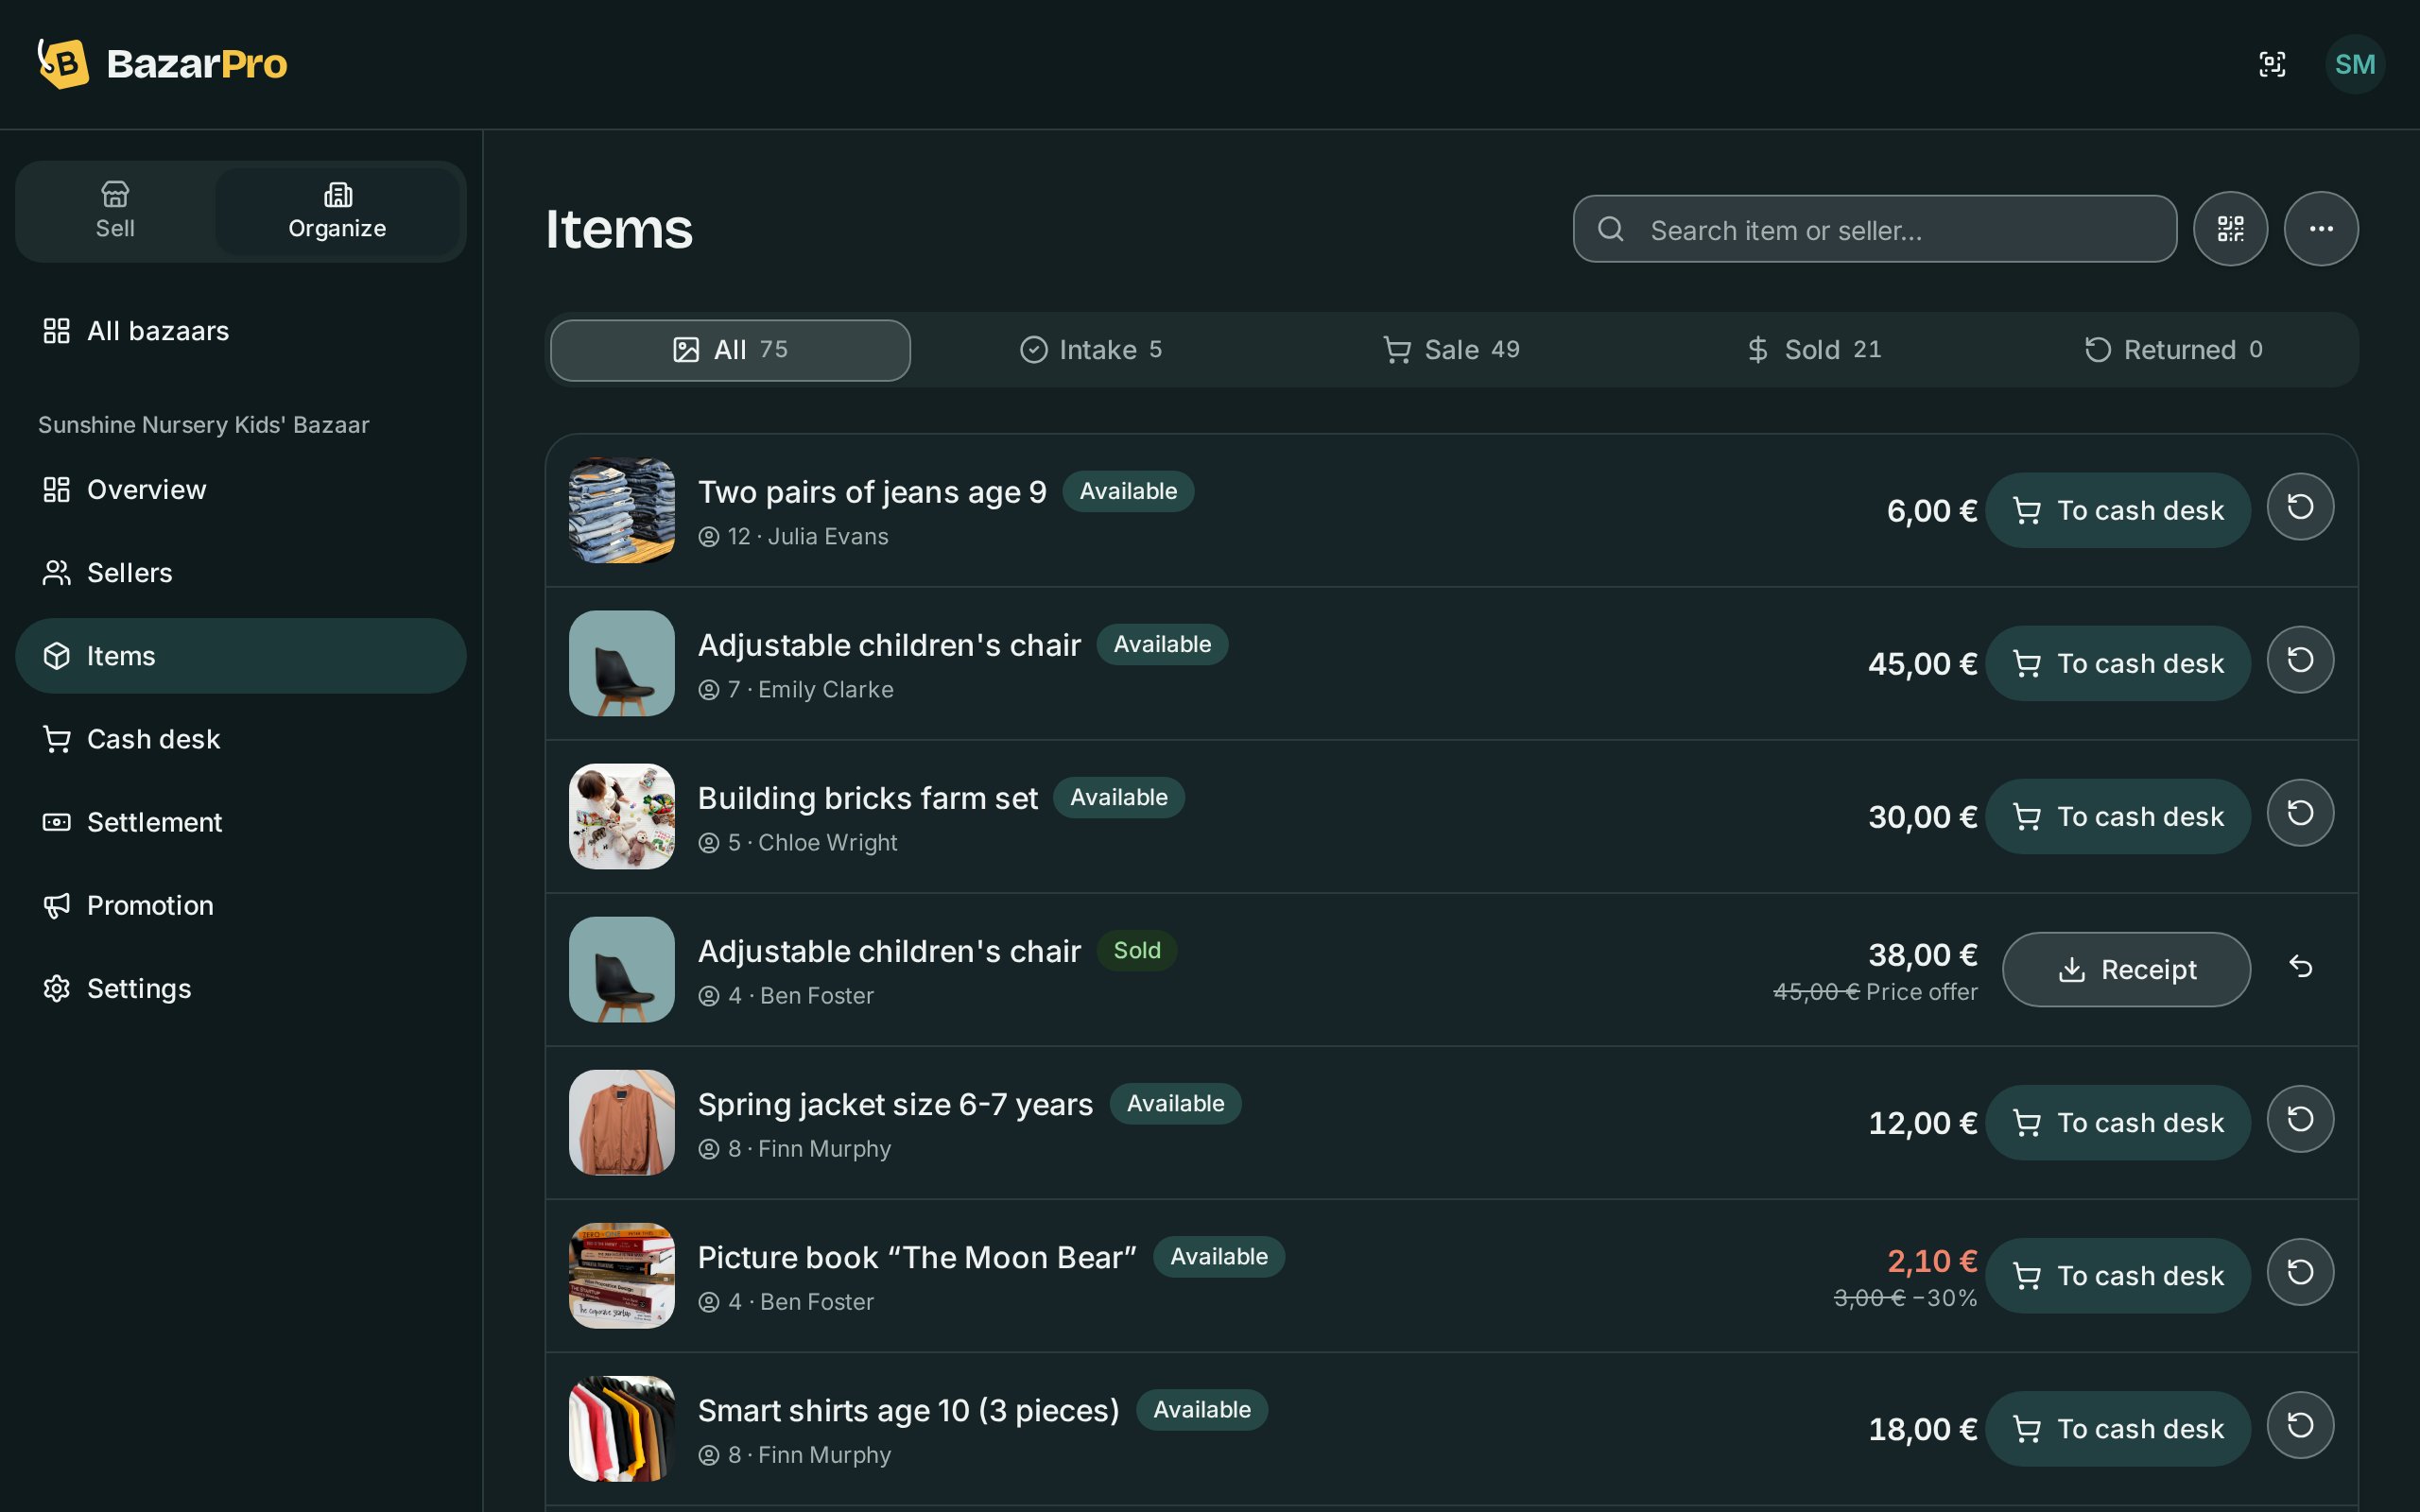 B BazarPro
SM
Sell
Organize
All bazaars
Sunshine Nursery Kids' Bazaar
Overview
Sellers
Items
Cash desk
Settlement
Promotion
Settings
Items
Search item or seller...
All 75
Intake 5
Sale 49
Sold 21
Returned 0
Two pairs of jeans age 9 Available
12 · Julia Evans
6,00 €
To cash desk
Adjustable children's chair Available
7 · Emily Clarke
45,00 €
To cash desk
Building bricks farm set Available
5 · Chloe Wright
30,00 €
To cash desk
Adjustable children's chair Sold
4 · Ben Foster
38,00 €
45,00 € Price offer
Receipt
Spring jacket size 6-7 years Available
8 · Finn Murphy
12,00 €
To cash desk
Picture book “The Moon Bear” Available
4 · Ben Foster
2,10 €
3,00 € −30%
To cash desk
Smart shirts age 10 (3 pieces) Available
8 · Finn Murphy
18,00 €
To cash desk